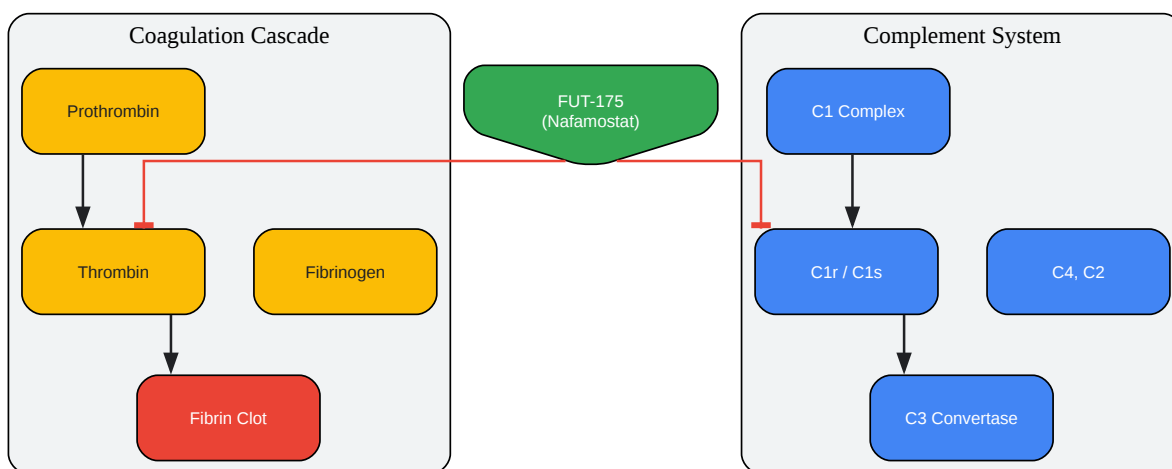 Coagulation Cascade
Complement System
Prothrombin
FUT-175
(Nafamostat)
C1 Complex
Thrombin
Fibrinogen
C1r / C1s
C4, C2
Fibrin Clot
C3 Convertase